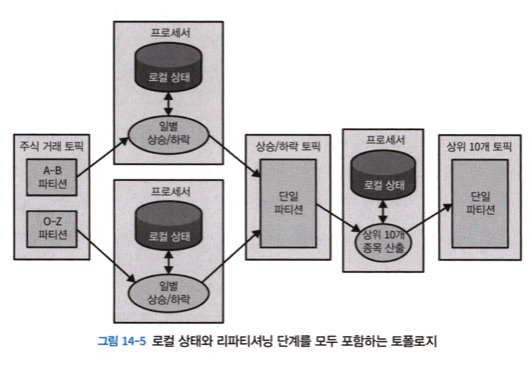 프로세서
로컬 상태
일별
상승/하락
주식 거래 토픽
A-B
파티션
O-Z
파티션
프로세서
로컬 상태
일별
상승/하락
상승/하락 토픽
단일
파티션
프로세서
로컬 상태
상위 10개
종목 산출
상위 10개 토픽
단일
파티션
그림 14-5 로컬 상태와 리파티셔닝 단계를 모두 포함하는 토폴로지